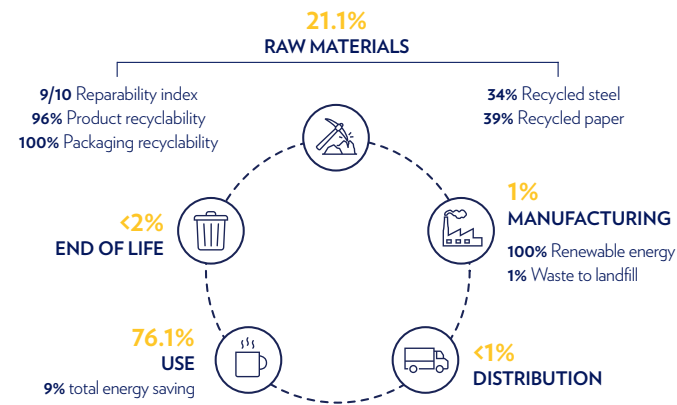 21.1%
RAW MATERIALS
9/10 Reparability index
96% Product recyclability
100% Packaging recyclability
34% Recycled steel
39% Recycled paper
1%
MANUFACTURING
100% Renewable energy
1% Waste to landfill
<1%
DISTRIBUTION
76.1%
USE
9% total energy saving
<2%
END OF LIFE